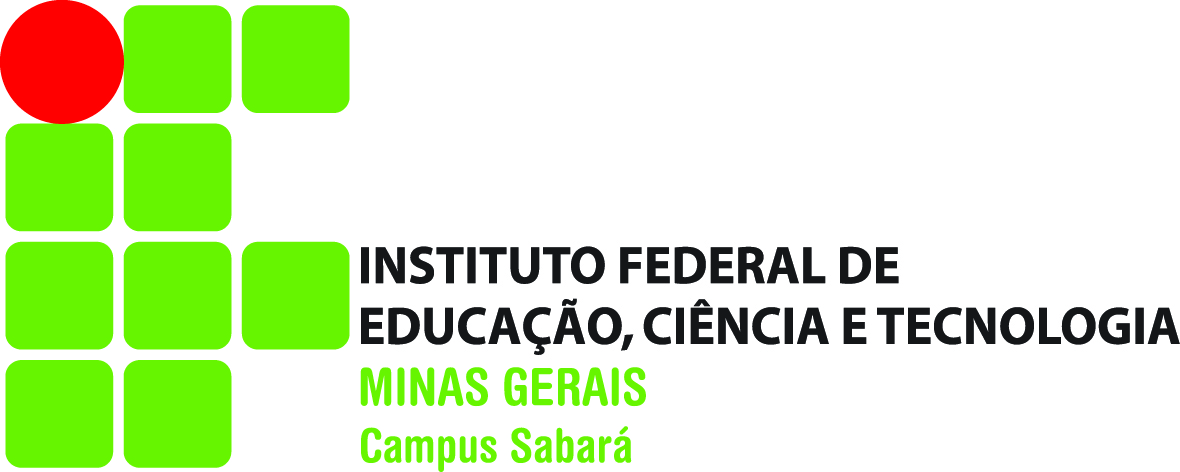 INSTITUTO FEDERAL DE
EDUCAÇÃO, CIÊNCIA E TECNOLOGIA
MINAS GERAIS
Campus Sabará